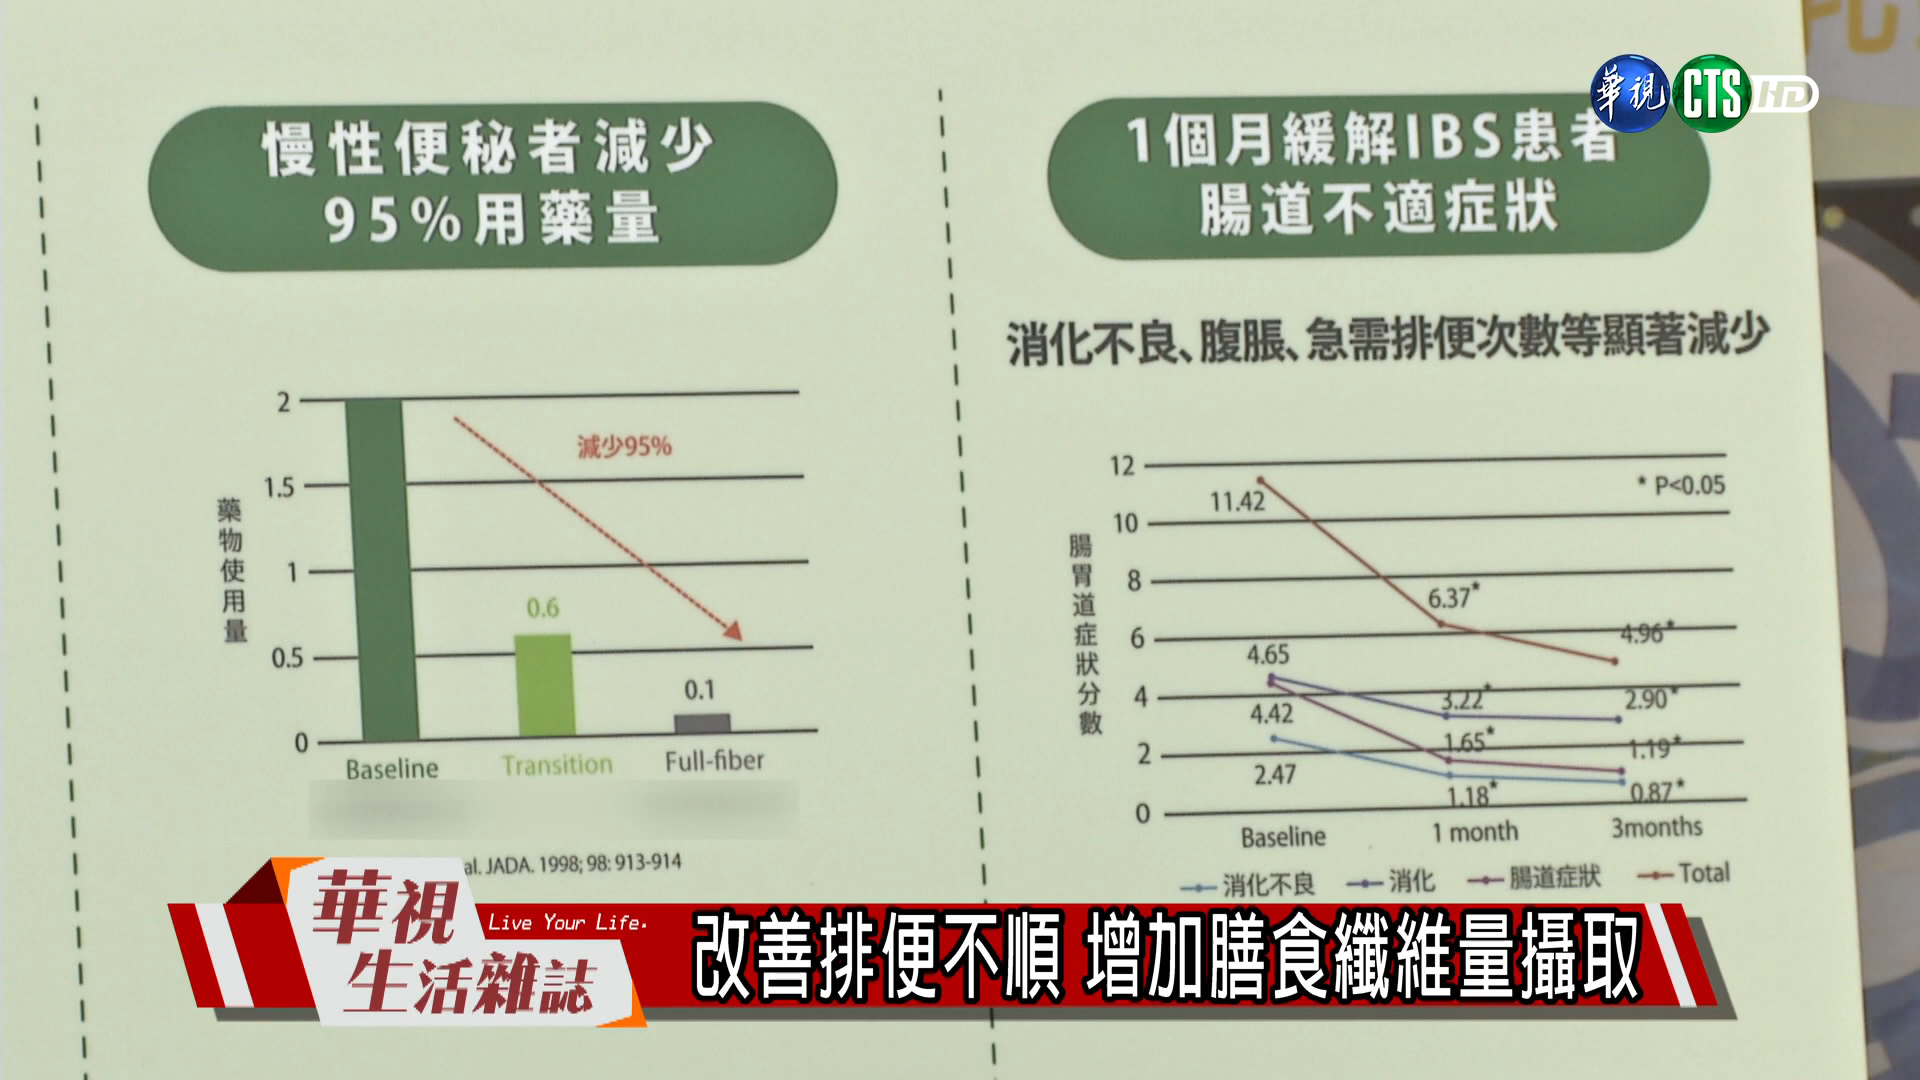 華視 CTS HD
慢性便秘者減少
95%用藥量
2
1.5
1
0.5
0
藥物使用量
減少95%
0.6
0.1
Baseline
Transition
Full-fiber
al. JADA. 1998; 98: 913-914
1個月緩解IBS患者
腸道不適症狀
消化不良、腹脹、急需排便次數等顯著減少
12
10
8
6
4
2
0
腸胃道症狀分數
* P<0.05
11.42
6.37*
4.96*
4.65
3.22*
2.90*
4.42
1.65*
1.19*
2.47
1.18*
0.87*
Baseline
1 month
3months
消化不良
消化
腸道症狀
Total
華視
Live Your Life.
生活雜誌
改善排便不順 增加膳食纖維量攝取